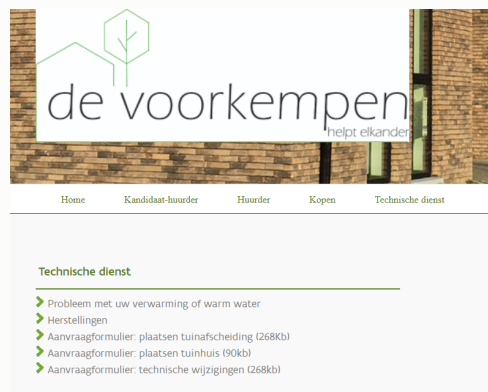 de voorkempen
helpt elkander
Home Kandidaat-huurder Huurder Kopen Technische dienst
Technische dienst
Probleem met uw verwarming of warm water
Herstellingen
Aanvraagformulier: plaatsen tuinafscheiding (268Kb)
Aanvraagformulier: plaatsen tuinhuis (90kb)
Aanvraagformulier: technische wijzigingen (268kb)